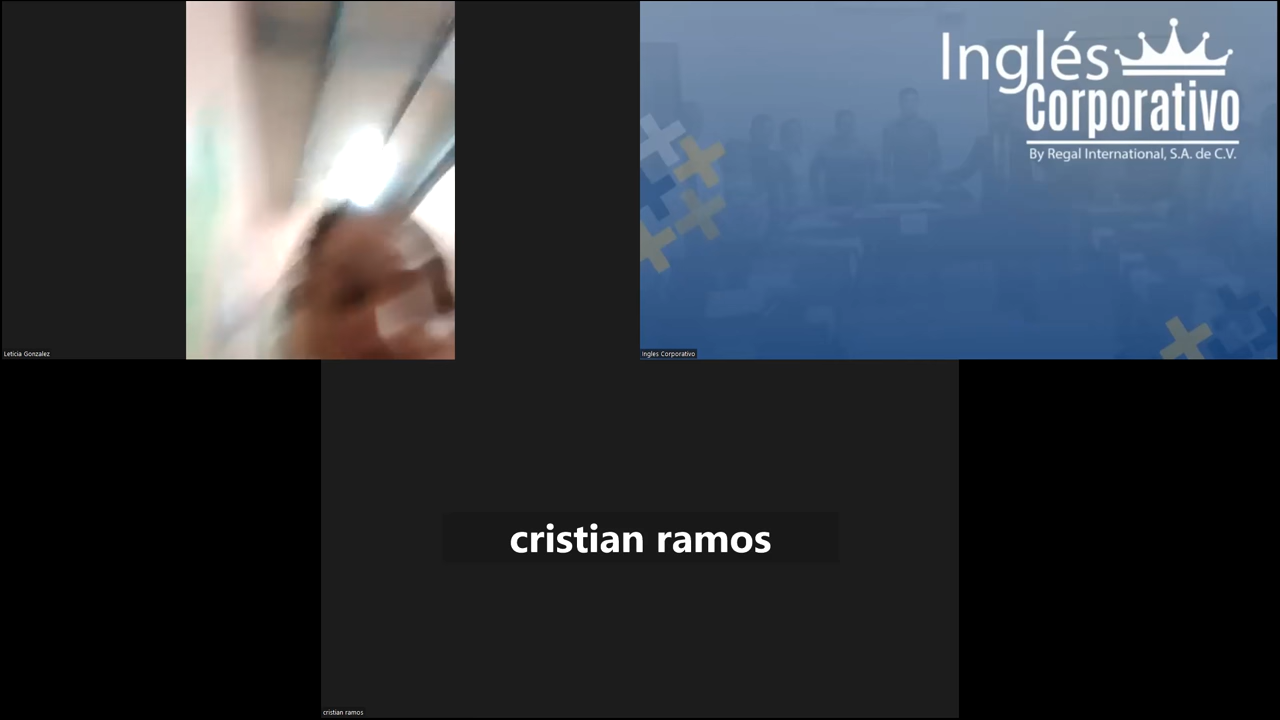 Inglés
Corporativo
By Regal International, S.A. de C.V.
Leticia Gonzalez
Ingles Corporativo
cristian ramos
cristian ramos